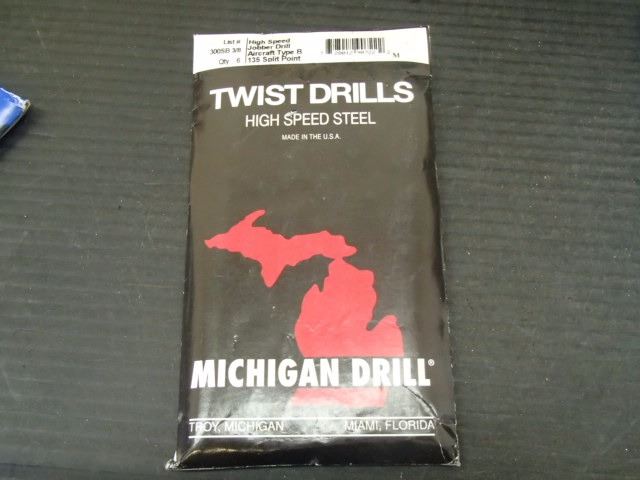 List # High Speed
300SB 3/8 Jobber Drill
Aircraft Type B
Qty 6 135 Split Point
M
TWIST DRILLS
HIGH SPEED STEEL
MADE IN THE U.S.A.
MICHIGAN DRILL®
TROY, MICHIGAN MIAMI, FLORIDA